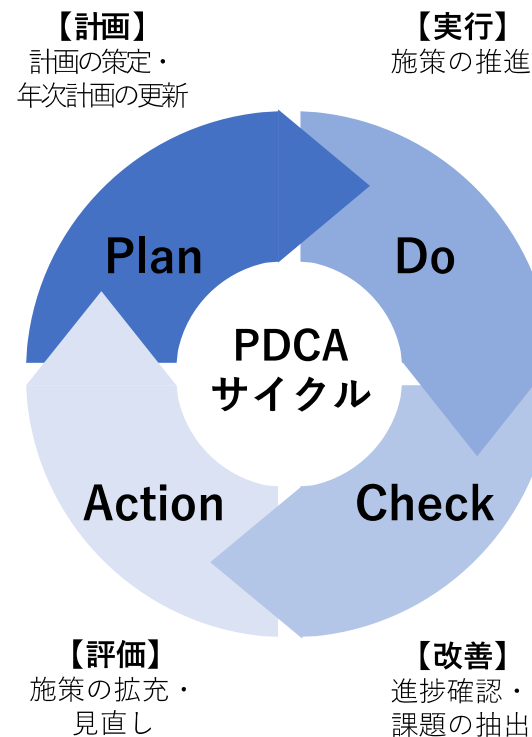 【計画】
計画の策定・
年次計画の更新
【実行】
施策の推進
Plan
Do
PDCA
サイクル
Action
Check
【評価】
施策の拡充・
見直し
【改善】
進捗確認・
課題の抽出